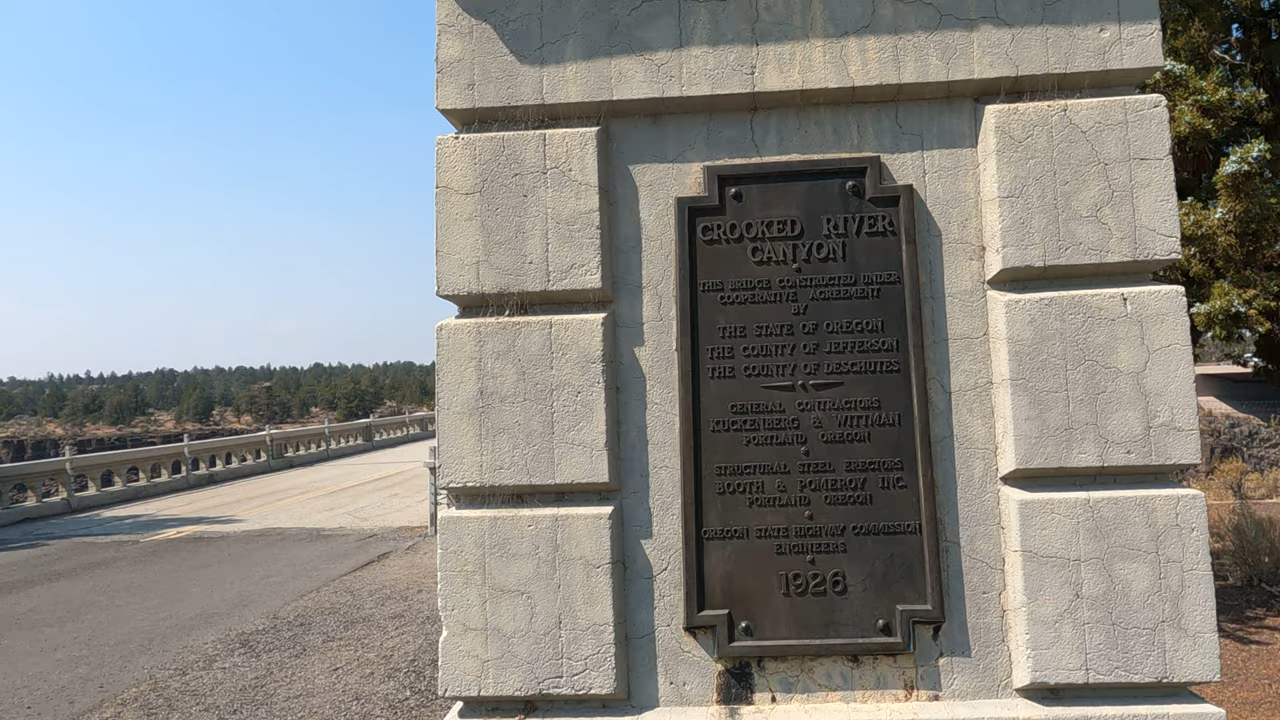 CROOKED RIVER
CANYON
THIS BRIDGE CONSTRUCTED UNDER
COOPERATIVE AGREEMENT
BY
THE STATE OF OREGON
THE COUNTY OF JEFFERSON
THE COUNTY OF DESCHUTES
GENERAL CONTRACTORS
KUCKENBERG & WITTMAN
PORTLAND OREGON
STRUCTURAL STEEL ERECTORS
BOOTH & POMEROY INC.
PORTLAND OREGON
OREGON STATE HIGHWAY COMMISSION
ENGINEERS
1926